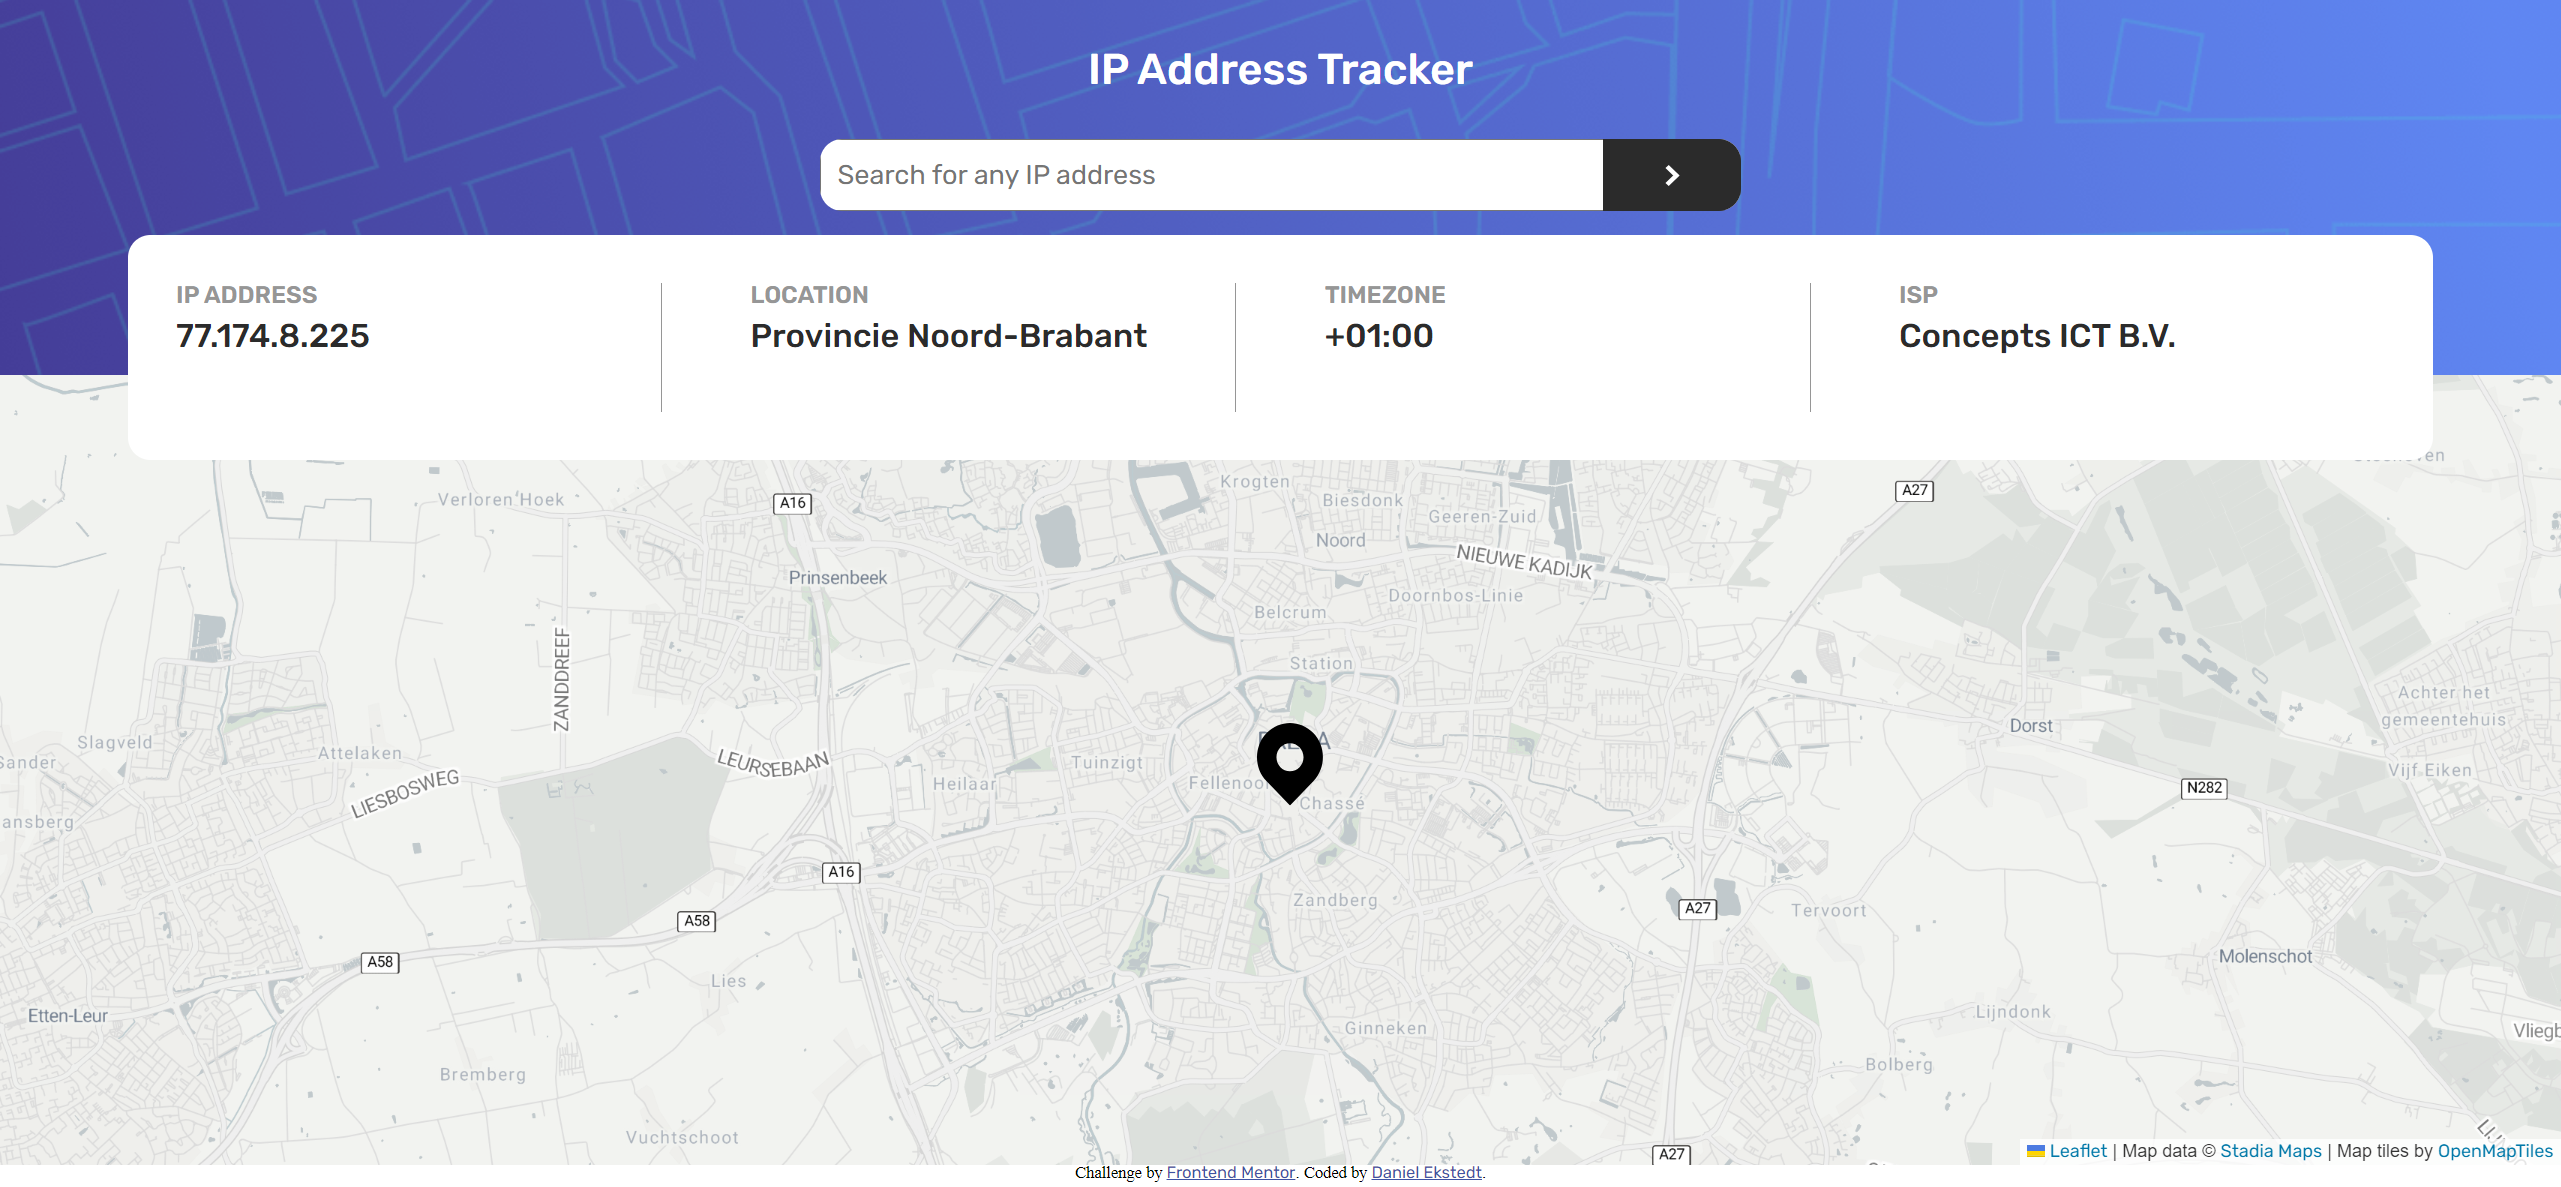 IP Address Tracker
Search for any IP address
IP ADDRESS
77.174.8.225
LOCATION
Provincie Noord-Brabant
TIMEZONE
+01:00
ISP
Concepts ICT B.V.
Krogten
A27
Verloren Hoek
A16
Biesdonk
Geeren-Zuid
Noord
NIEUWE KADIJK
Prinsenbeek
Doornbos-Linie
Belcrum
Station
ZANDDREEF
Achter het
gemeentehuis
Dorst
Slagveld
Attelaken
Sander
LEURSEBAAN
Tuinzigt
Vijf Eiken
LIESBOSWEG
Heilaar
Fellenoo
N282
Chassé
ansberg
A16
Zandberg
A58
A27
Tervoort
A58
Molenschot
Lies
Etten-Leur
Lijndonk
Ginneken
Vliegb
Bolberg
Bremberg
Vuchtschoot
A27
Leaflet | Map data © Stadia Maps | Map tiles by OpenMapTiles
Challenge by Frontend Mentor. Coded by Daniel Ekstedt.